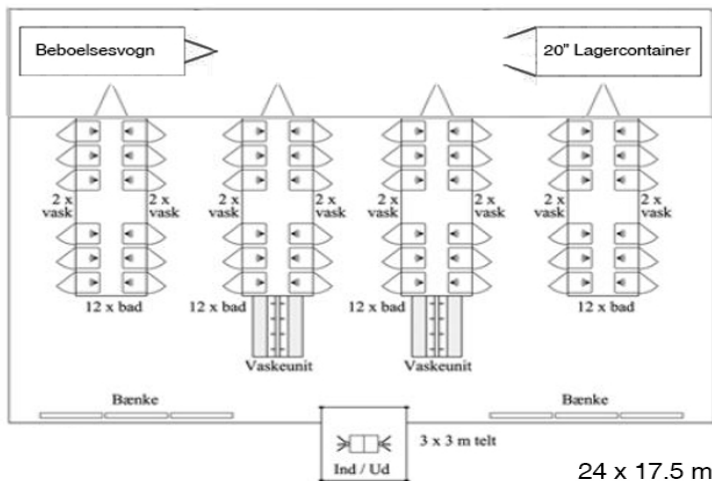 Beboelsesvogn
20" Lagercontainer
2 x
vask
2 x
vask
2 x
vask
2 x
vask
2 x
vask
2 x
vask
2 x
vask
2 x
vask
12 x bad
12 x bad
12 x bad
12 x bad
Vaskeunit
Vaskeunit
Bænke
Bænke
3 x 3 m telt
Ind / Ud
24 x 17.5 m